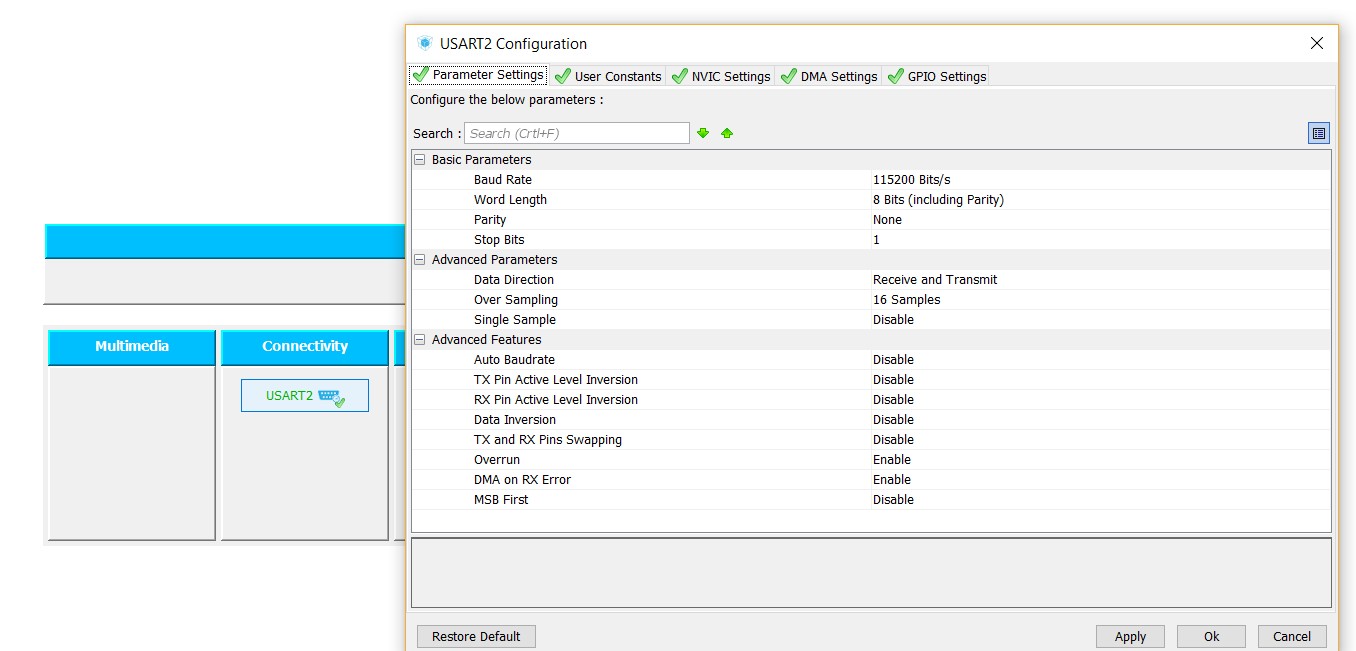 USART2 Configuration
Parameter Settings User Constants NVIC Settings DMA Settings GPIO Settings
Configure the below parameters :
Search : Search (Crtl+F)
Basic Parameters
Baud Rate 115200 Bits/s
Word Length 8 Bits (including Parity)
Parity None
Stop Bits 1
Advanced Parameters
Data Direction Receive and Transmit
Over Sampling 16 Samples
Single Sample Disable
Advanced Features
Auto Baudrate Disable
TX Pin Active Level Inversion Disable
RX Pin Active Level Inversion Disable
Data Inversion Disable
TX and RX Pins Swapping Disable
Overrun Enable
DMA on RX Error Enable
MSB First Disable
Restore Default Apply Ok Cancel
Multimedia Connectivity
USART2